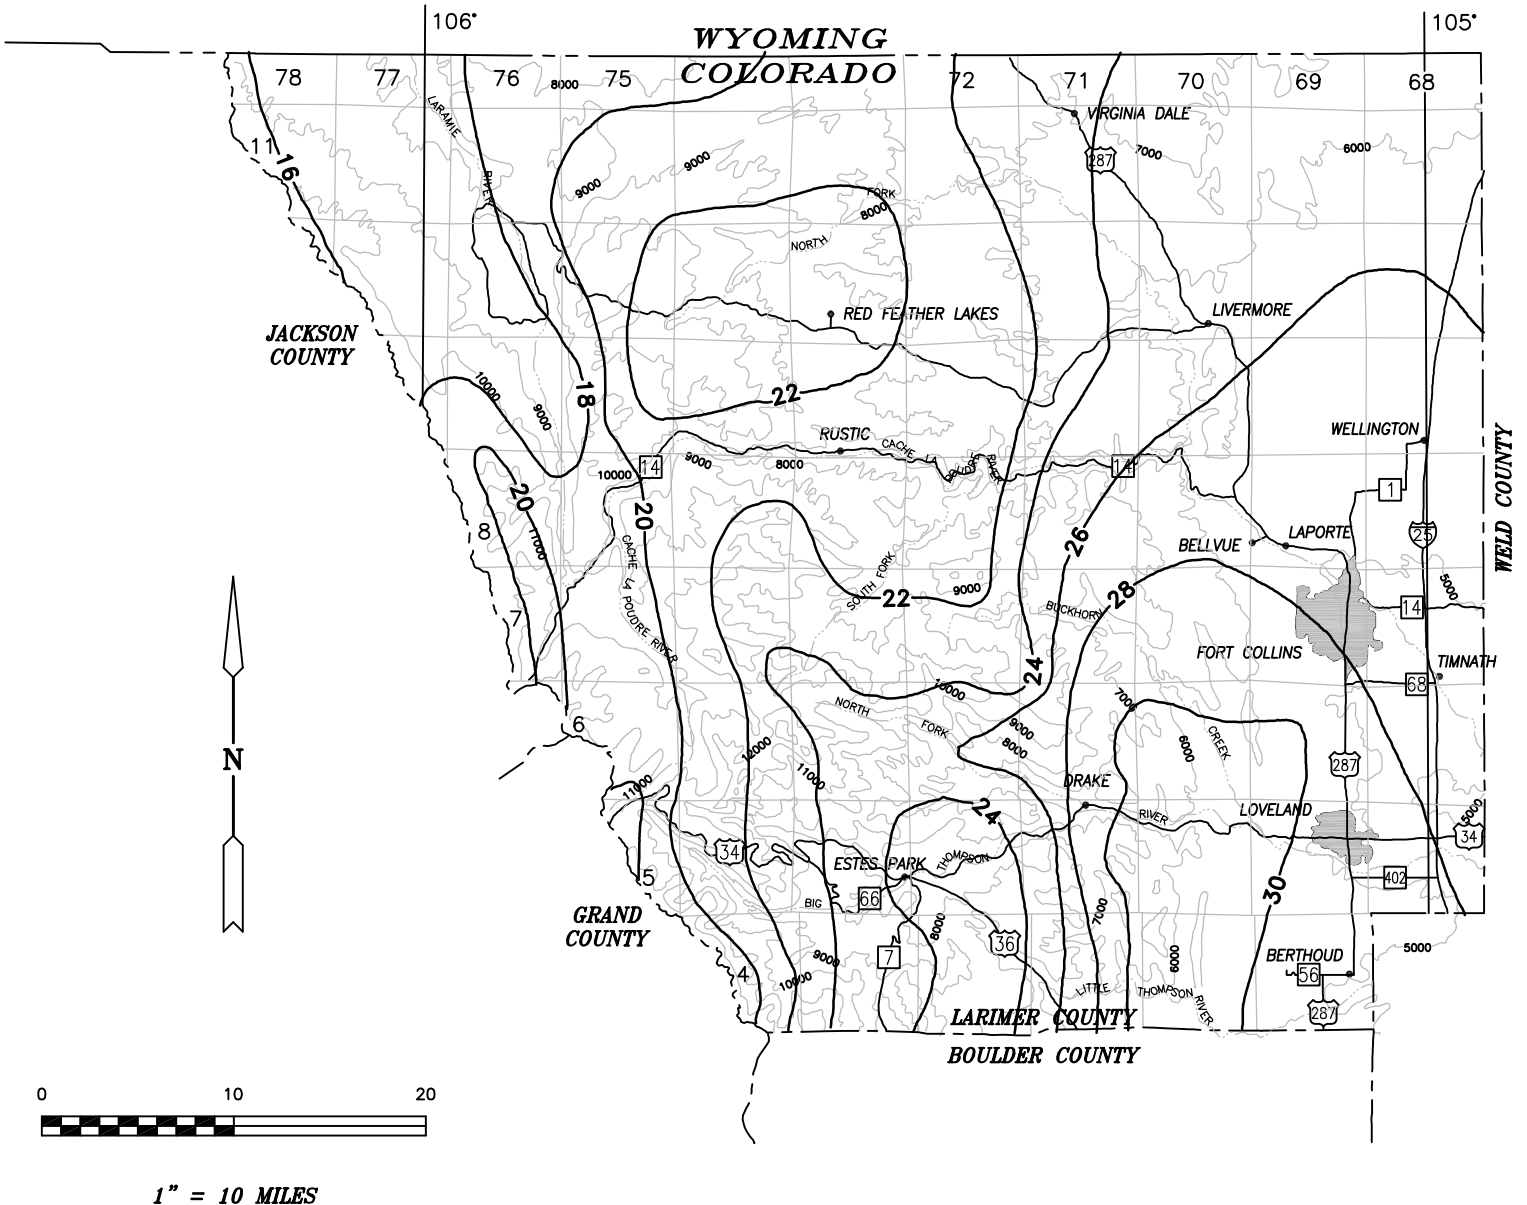 106°
105°
WYOMING
COLORADO
78
77
76
75
72
71
70
69
68
8000
LARAMIE
RIVER
VIRGINIA DALE
287
7000
6000
11
16
9000
9000
FORK
8000
NORTH
RED FEATHER LAKES
LIVERMORE
JACKSON
COUNTY
10000
9000
18
22
RUSTIC
CACHE LA
POUDRE
RIVER
WELLINGTON
14
9000
8000
14
10000
1
WELD COUNTY
20
20
11000
8
26
25
LAPORTE
BELLVUE
CACHE LA POUDRE RIVER
SOUTH FORK
22
9000
BUCKHORN
28
5000
14
7
FORT COLLINS
TIMNATH
24
10000
68
7000
6
NORTH
FORK
9000
8000
12000
11000
6000
CREEK
N
287
DRAKE
11000
24
RIVER
LOVELAND
5000
34
34
ESTES PARK
THOMPSON
5
402
66
BIG
30
GRAND
COUNTY
7000
8000
36
7
9000
10000
4
6000
5000
BERTHOUD
56
287
LITTLE
THOMPSON
RIVER
LARIMER COUNTY
BOULDER COUNTY
0
10
20
1" = 10 MILES